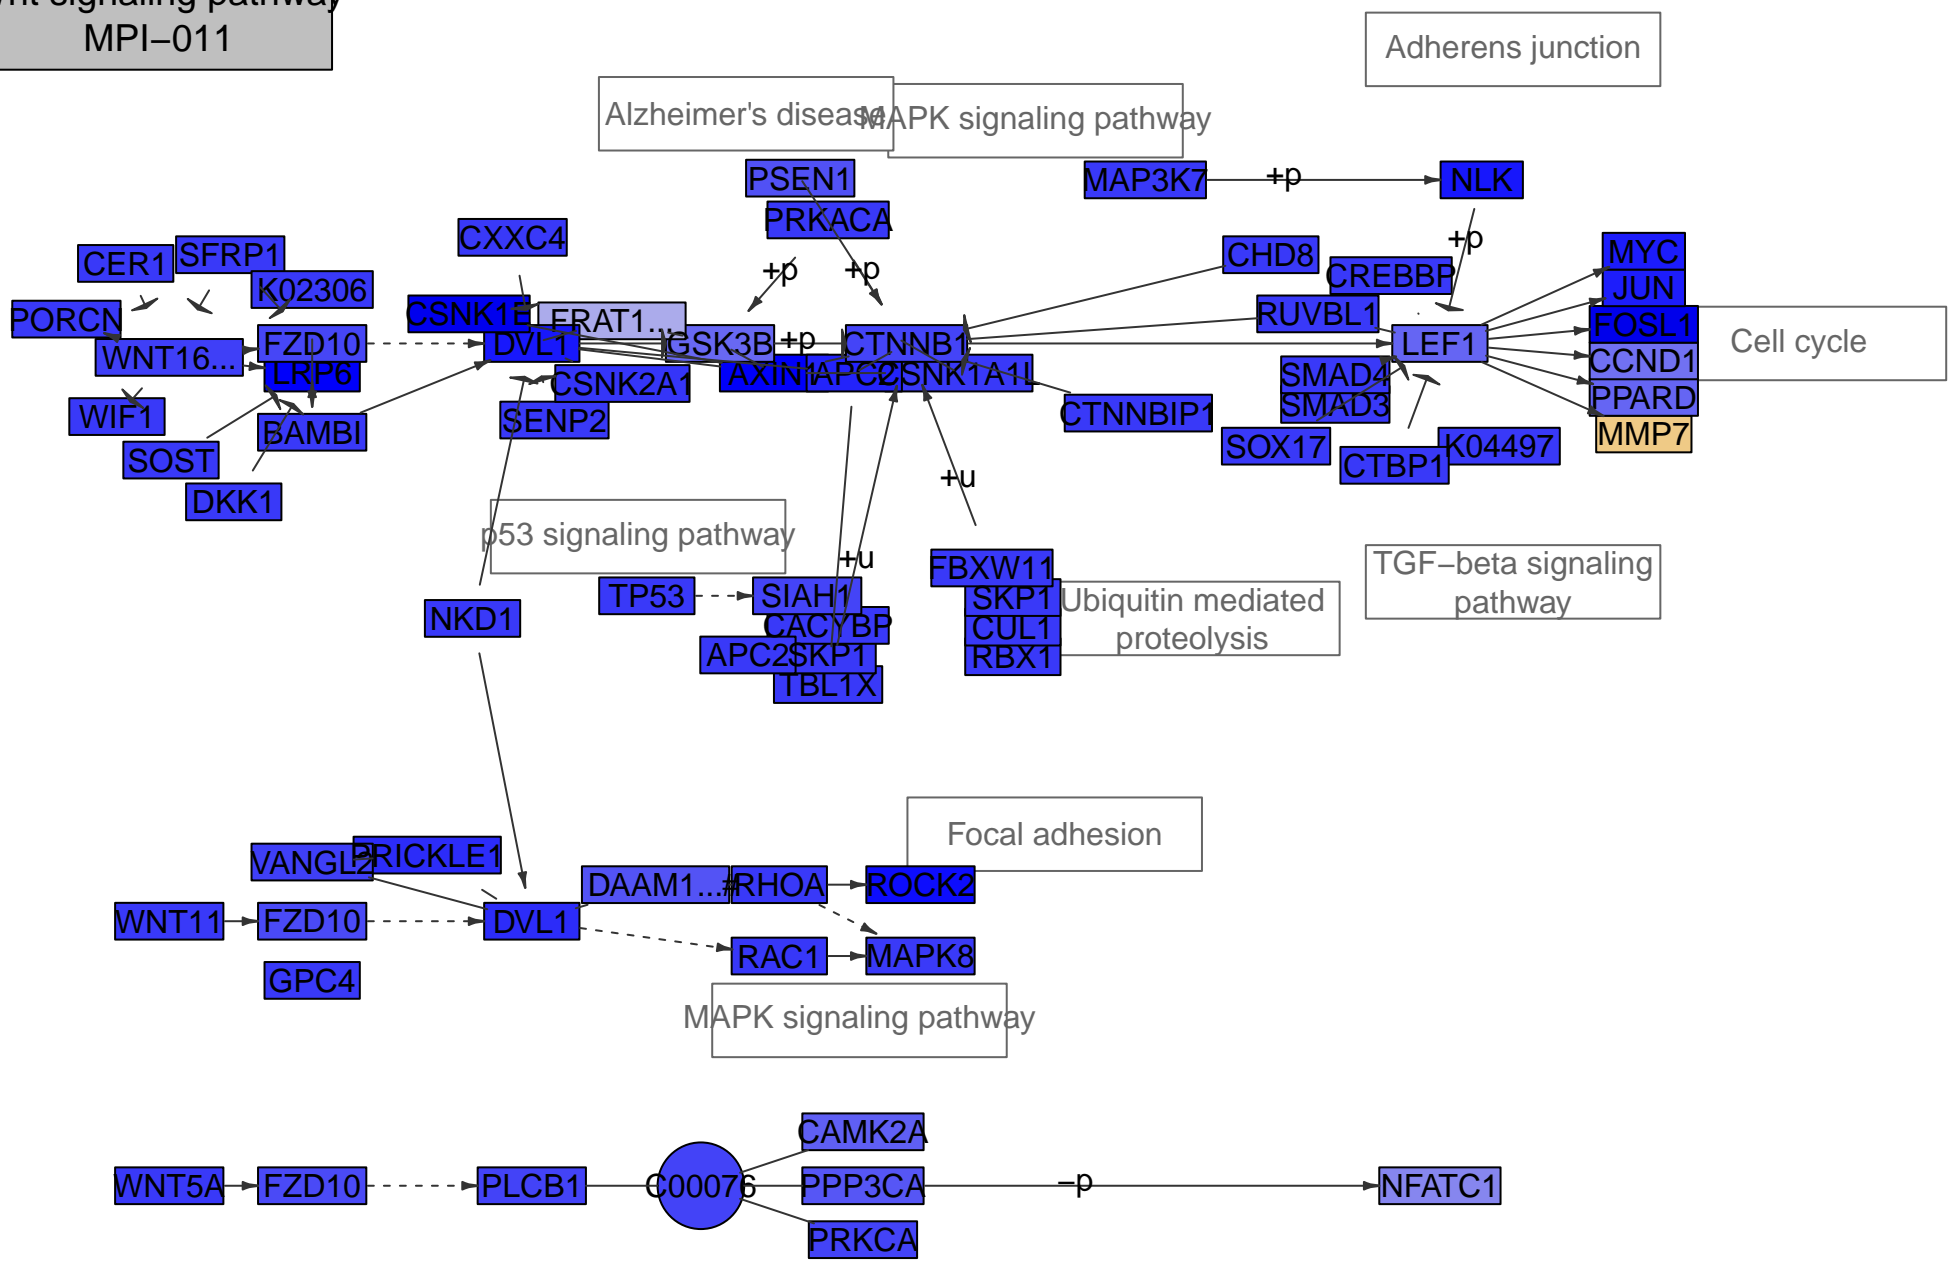 nt signaling pathway
MPI−011
Adherens junction
Alzheimer's disease
MAPK signaling pathway
PSEN1
MAP3K7
+p
NLK
PRKACA
CXXC4
CER1
SFRP1
K02306
+p
+p
CHD8
CREBBP
+p
MYC
JUN
PORCN
CSNK1E
FRAT1...
RUVBL1
FOSL1
Cell cycle
WNT16...
FZD10
DVL1
GSK3B
+p
CTNNB1
LEF1
CCND1
LRP6
AXIN1
APC2
CSNK1A1L
SMAD4
CSNK2A1
SMAD3
PPARD
WIF1
BAMBI
SENP2
CTNNBIP1
MMP7
SOST
SOX17
CTBP1
K04497
DKK1
+u
p53 signaling pathway
+u
FBXW11
TGF−beta signaling
pathway
TP53
SIAH1
SKP1
Ubiquitin mediated
proteolysis
NKD1
CACYBP
CUL1
APC2
SKP1
RBX1
TBL1X
Focal adhesion
VANGL2
PRICKLE1
DAAM1...
#
RHOA
ROCK2
WNT11
FZD10
DVL1
RAC1
MAPK8
GPC4
MAPK signaling pathway
CAMK2A
WNT5A
FZD10
PLCB1
C00076
PPP3CA
−p
NFATC1
PRKCA